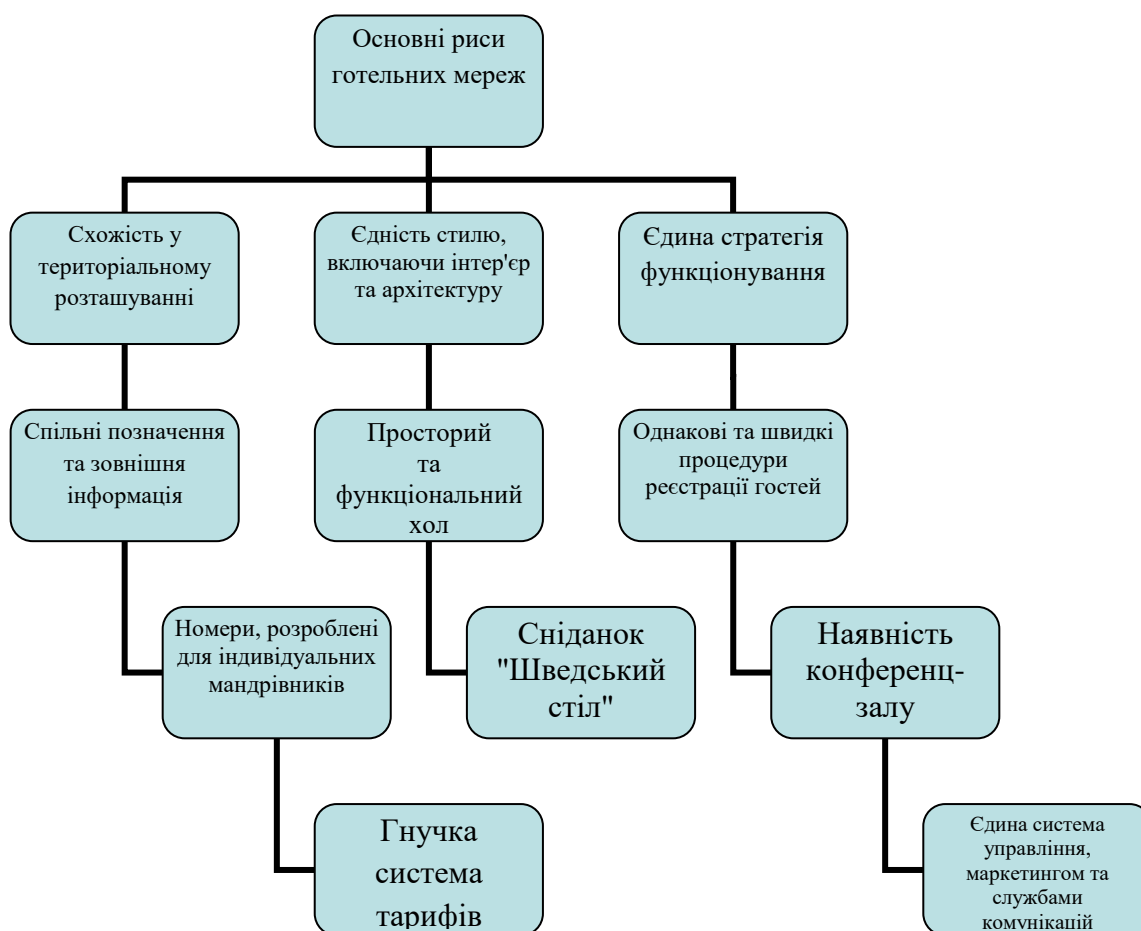 Основні риси
готельних мереж
Схожість у
територіальному
розташуванні
Єдність стилю,
включаючи інтер'єр
та архітектуру
Єдина стратегія
функціонування
Спільні позначення
та зовнішня
інформація
Просторий
та
функціональний
хол
Однакові та швидкі
процедури
реєстрації гостей
Номери, розроблені
для індивідуальних
мандрівників
Сніданок
"Шведський
стіл"
Наявність
конференц-
залу
Гнучка
система
тарифів
Єдина система
управління,
маркетингом та
службами
комунікацій